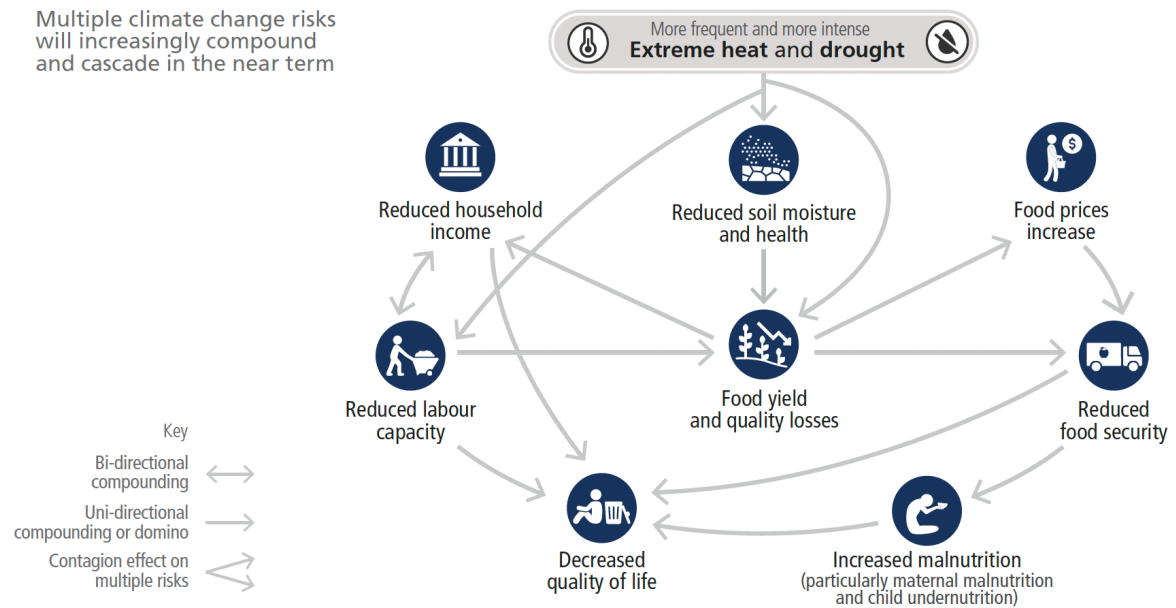 Multiple climate change risks
will increasingly compound
and cascade in the near term
More frequent and more intense
Extreme heat and drought
$
Reduced household
income
Reduced soil moisture
and health
Food prices
increase
Reduced labour
capacity
Food yield
and quality losses
Reduced
food security
Key
Bi-directional
compounding
Uni-directional
compounding or domino
Contagion effect on
multiple risks
Decreased
quality of life
Increased malnutrition
(particularly maternal malnutrition
and child undernutrition)